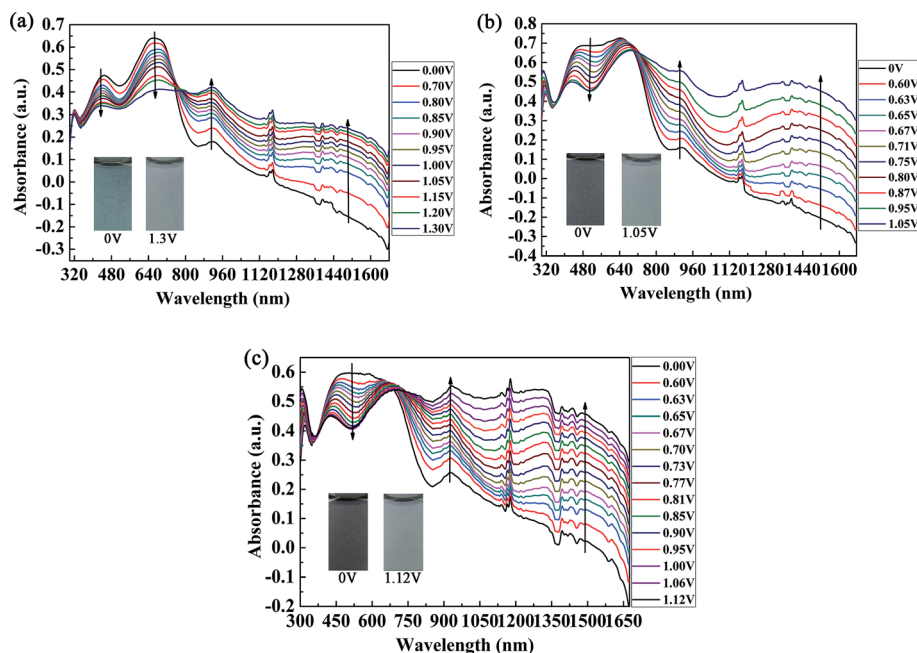 (a)
Absorbance (a.u.)
0.7
0.6
0.5
0.4
0.3
0.2
0.1
0.0
-0.1
-0.2
-0.3
0V 1.3V
320 480 640 800 960 1120 1280 1440 1600
Wavelength (nm)
0.00V
0.70V
0.80V
0.85V
0.90V
0.95V
1.00V
1.05V
1.15V
1.20V
1.30V
(b)
Absorbance (a.u.)
0.8
0.7
0.6
0.5
0.4
0.3
0.2
0.1
0.0
-0.1
-0.2
-0.3
-0.4
0V 1.05V
320 480 640 800 960 1120 1280 1440 1600
Wavelength (nm)
0V
0.60V
0.63V
0.65V
0.67V
0.71V
0.75V
0.80V
0.87V
0.95V
1.05V
(c)
Absorbance (a.u.)
0.6
0.5
0.4
0.3
0.2
0.1
0.0
-0.1
-0.2
0V 1.12V
300 450 600 750 900 1050 1200 1350 1500 1650
Wavelength (nm)
0.00V
0.60V
0.63V
0.65V
0.67V
0.70V
0.73V
0.77V
0.81V
0.85V
0.90V
0.95V
1.00V
1.06V
1.12V